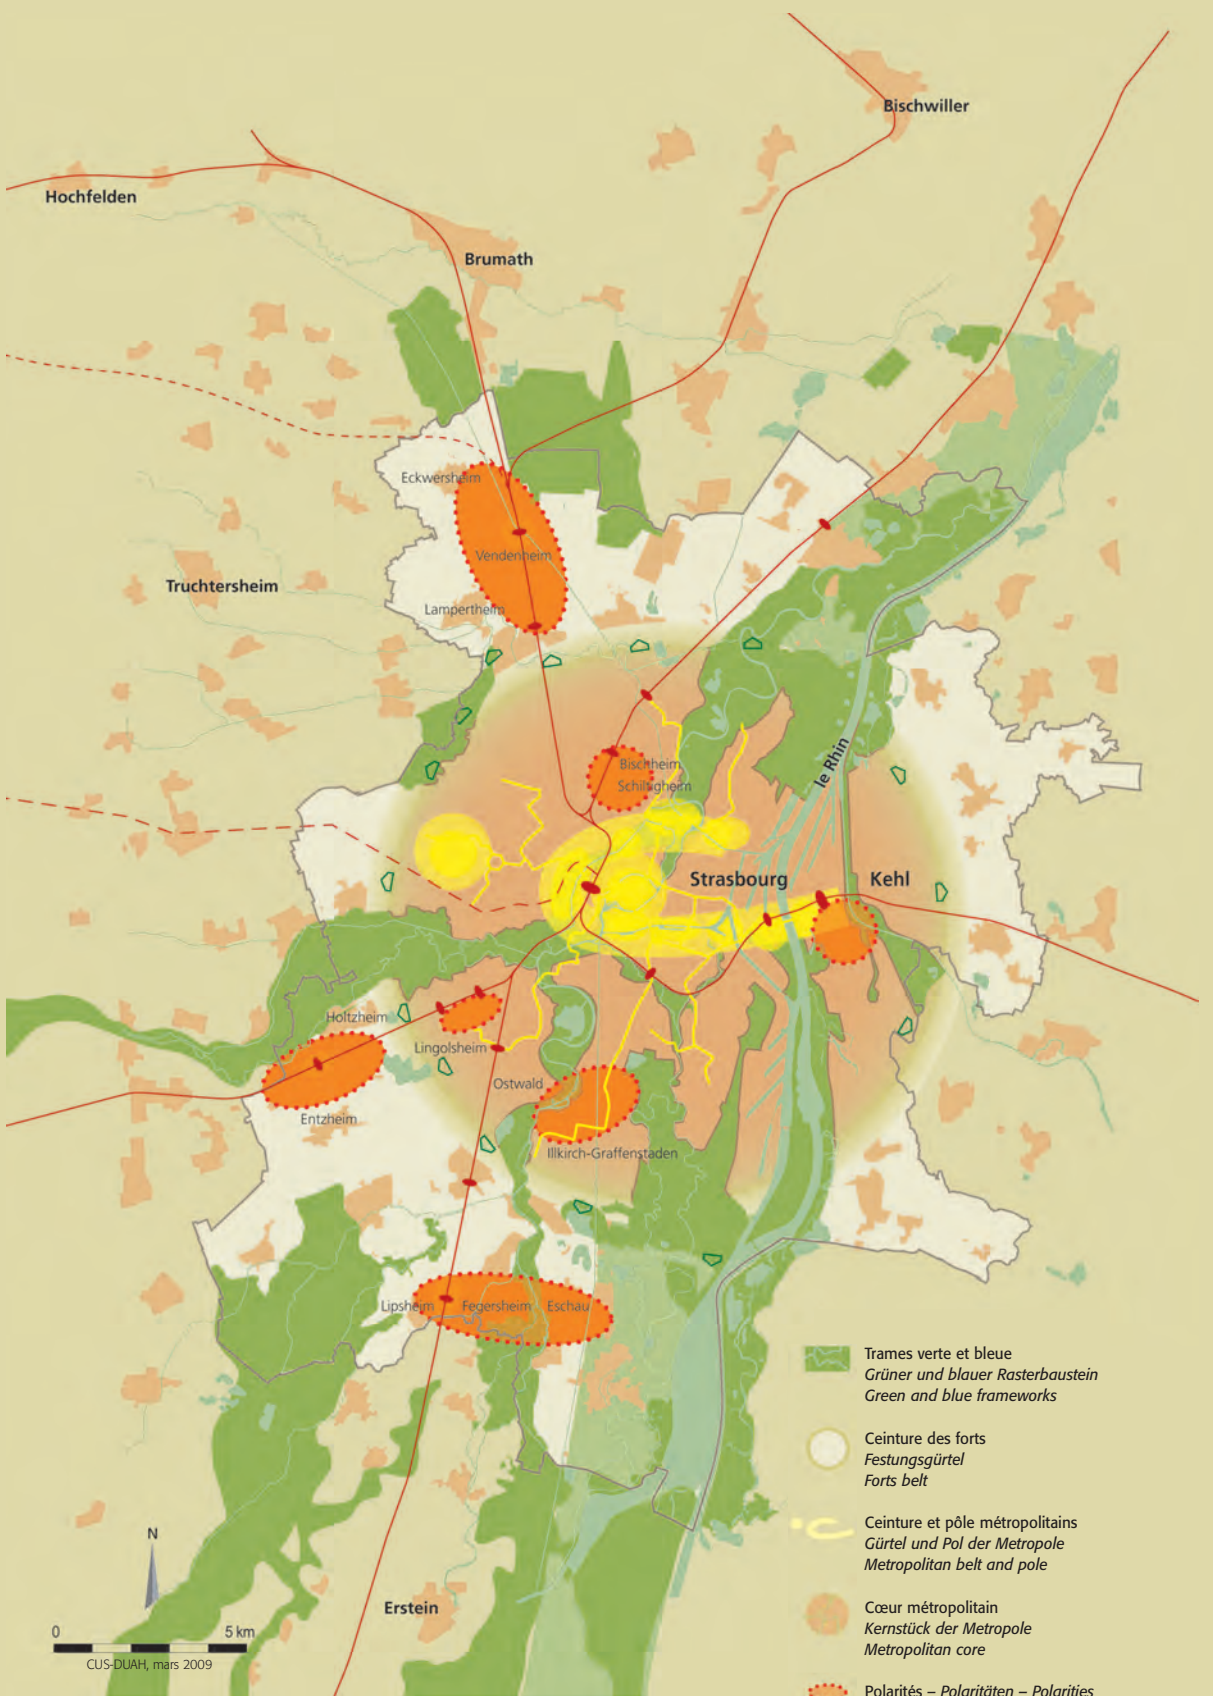 Bischwiller
Hochfelden
Brumath
Eckwersheim
Vendenheim
Truchtersheim
Lampertheim
le Rhin
Bischheim
Schiltigheim
Strasbourg
Kehl
Holtzheim
Lingolsheim
Ostwald
Entzheim
Illkirch-Graffenstaden
Lipsheim
Fegersheim
Eschau
Trames verte et bleue
Grüner und blauer Rasterbaustein
Green and blue frameworks
Ceinture des forts
Festungsgürtel
Forts belt
Ceinture et pôle métropolitains
Gürtel und Pol der Metropole
Metropolitan belt and pole
N
Cœur métropolitain
Kernstück der Metropole
Metropolitan core
Erstein
0 5 km
CUS-DUAH, mars 2009
Polarités – Polaritäten – Polarities